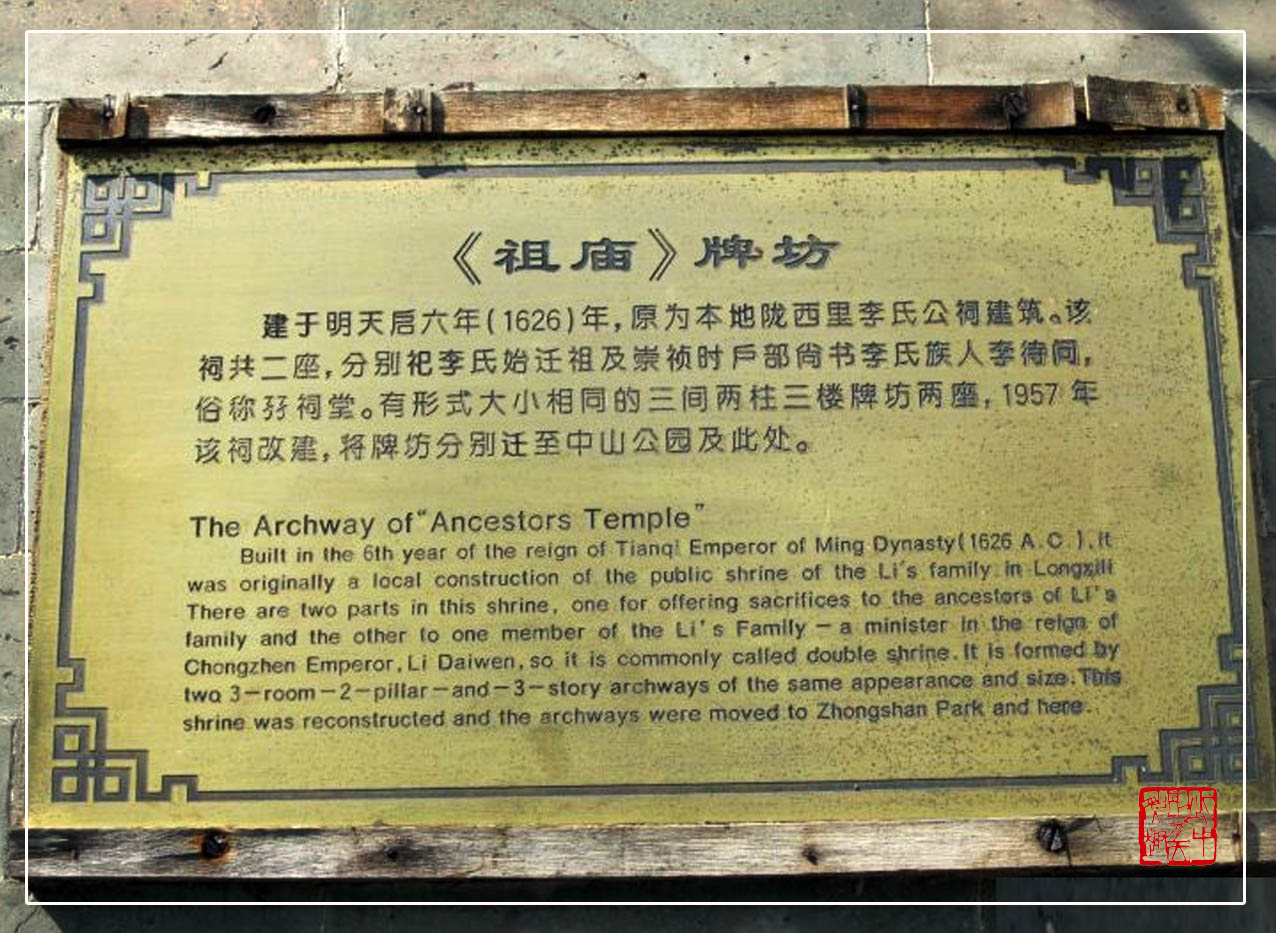 《祖庙》牌坊
建于明天启六年(1626)年，原为本地陇西里李氏公祠建筑。该
祠共二座，分别祀李氏始迁祖及崇祯时户部尚书李氏族人李待问，
俗称孖祠堂。有形式大小相同的三间两柱三楼牌坊两座，1957年
该祠改建，将牌坊分别迁至中山公园及此处。
The Archway of“Ancestors Temple”
Built in the 6th year of the reign of Tianqi Emperor of Ming Dynasty(1626 A.C.),it
was originally a local construction of the public shrine of the Li's family in Longxili
There are two parts in this shrine, one for offering sacrifices to the ancestors of Li's
family and the other to one member of the Li's Family—a minister in the reign of
Chongzhen Emperor,Li Daiwen,so it is commonly called double shrine.It is formed by
two 3—room—2—pillar—and—3—story archways of the same appearance and size.This
shrine was reconstructed and the archways were moved to Zhongshan Park and here.